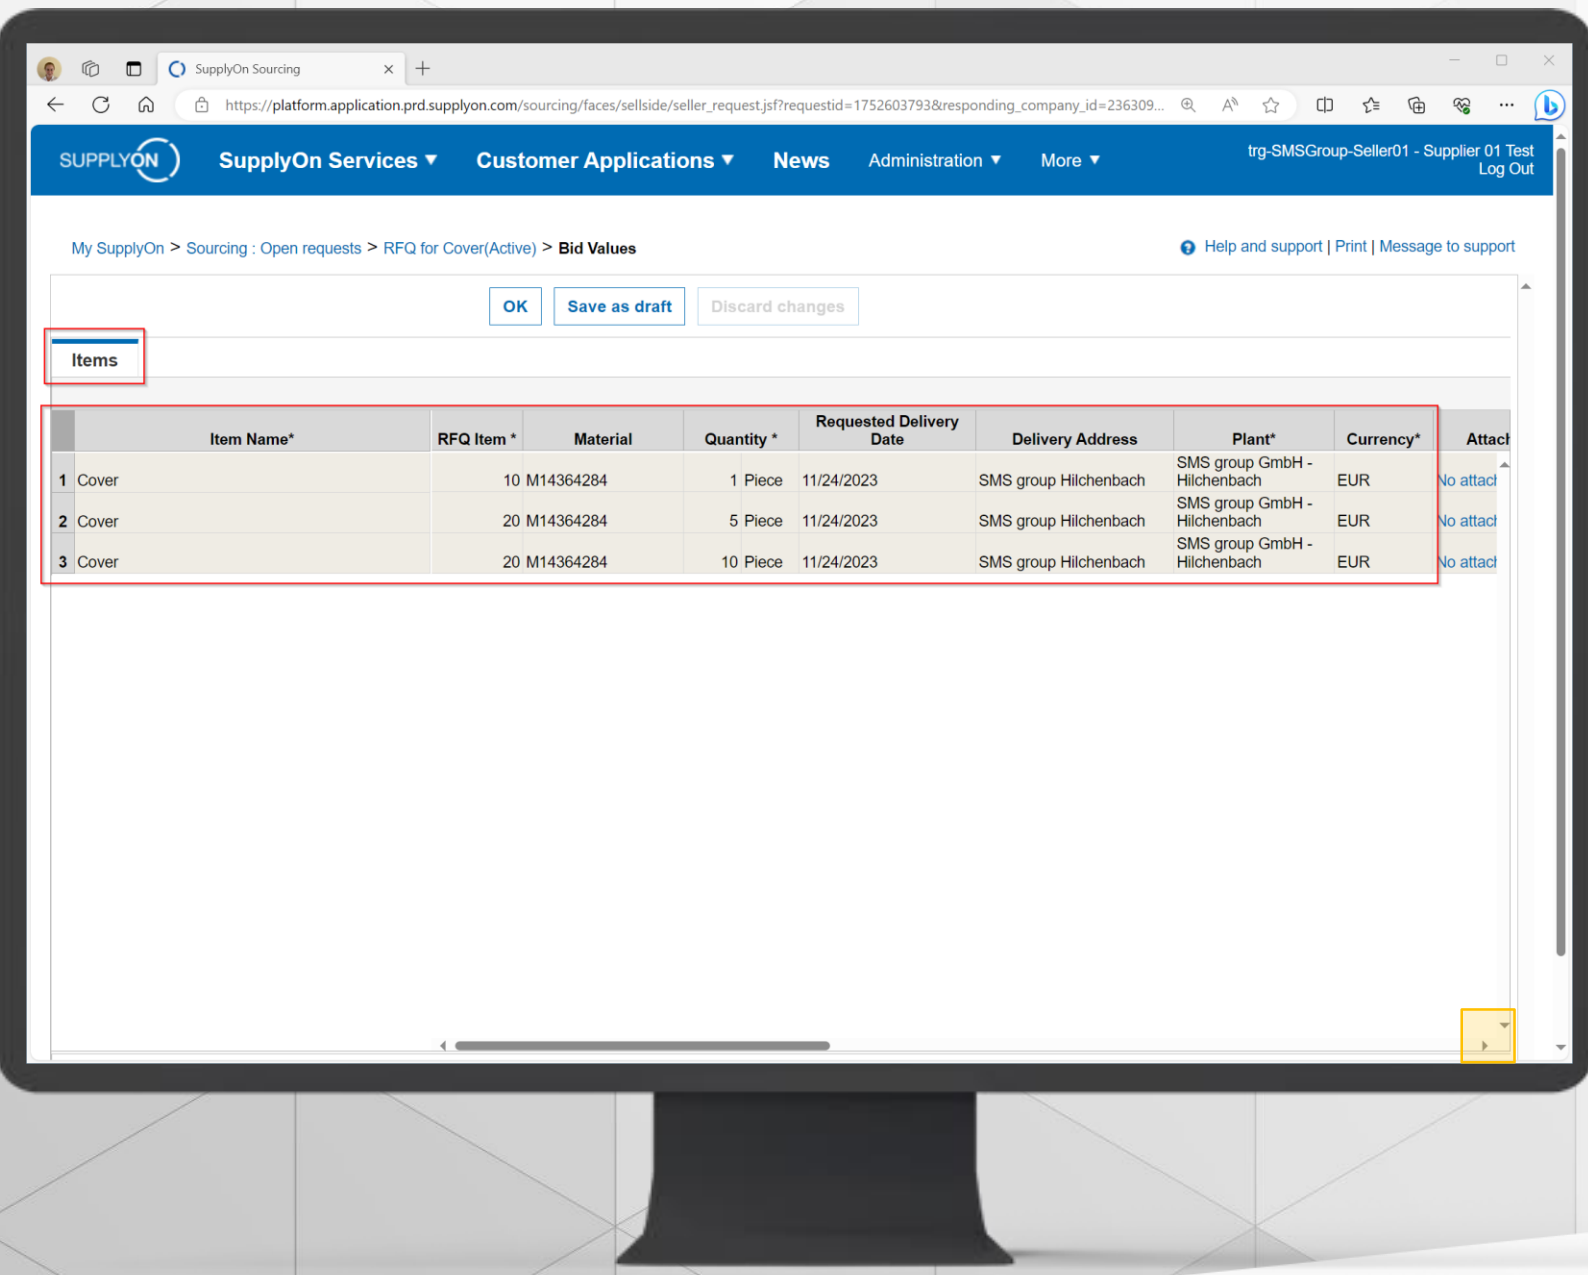 SupplyOn Sourcing
https://platform.application.prd.supplyon.com/sourcing/faces/sellside/seller_request.jsf?requestid=1752603793&responding_company_id=236309...
SUPPLYON
SupplyOn Services ▼ Customer Applications ▼ News Administration ▼ More ▼
trg-SMSGroup-Seller01 - Supplier 01 Test
Log Out
My SupplyOn > Sourcing : Open requests > RFQ for Cover(Active) > Bid Values
Help and support | Print | Message to support
OK Save as draft Discard changes
Items
Item Name* RFQ Item * Material Quantity * Requested Delivery Date Delivery Address Plant* Currency* Attach
1 Cover 10 M14364284 1 Piece 11/24/2023 SMS group Hilchenbach SMS group GmbH - Hilchenbach EUR No attach
2 Cover 20 M14364284 5 Piece 11/24/2023 SMS group Hilchenbach SMS group GmbH - Hilchenbach EUR No attach
3 Cover 20 M14364284 10 Piece 11/24/2023 SMS group Hilchenbach SMS group GmbH - Hilchenbach EUR No attach